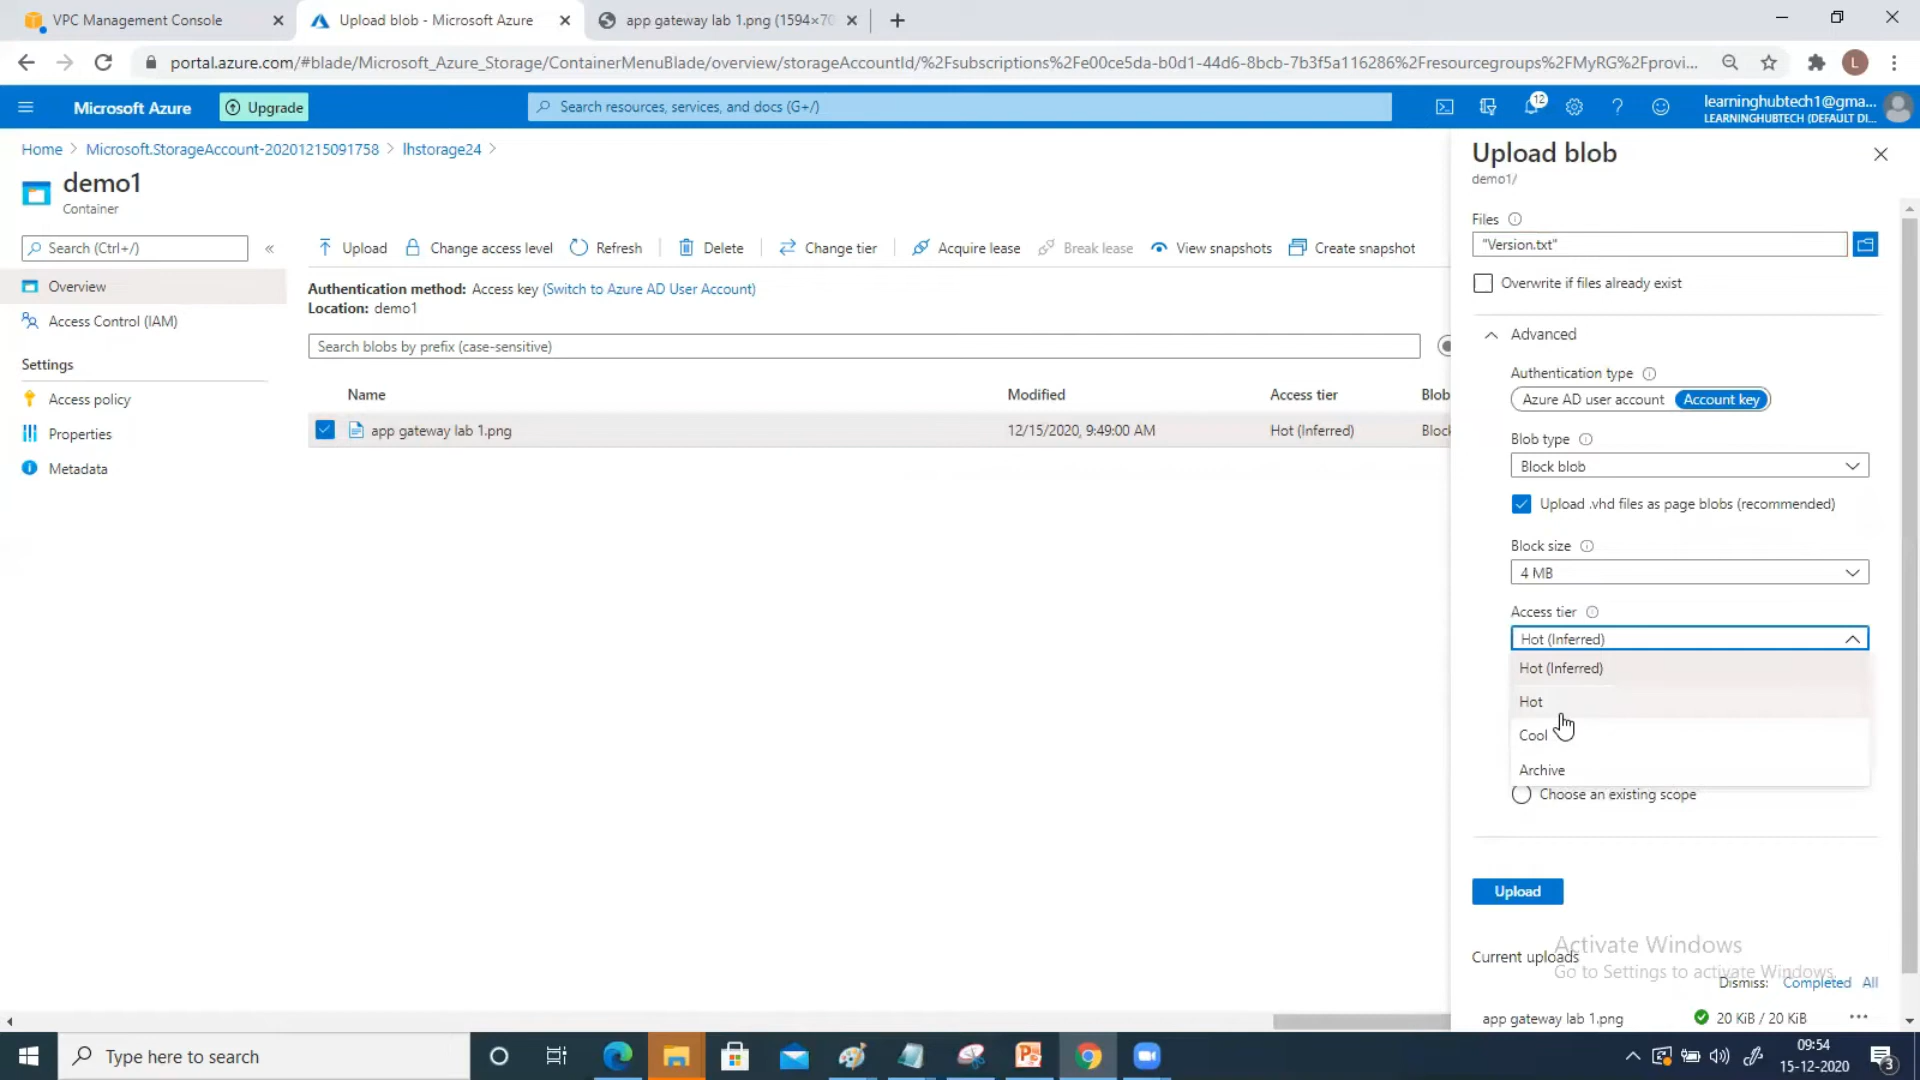 VPC Management Console
Upload blob - Microsoft Azure
app gateway lab 1.png (1594×70
portal.azure.com/#blade/Microsoft_Azure_Storage/ContainerMenuBlade/overview/storageAccountId/%2Fsubscriptions%2Fe00ce5da-b0d1-44d6-8bcb-7b3f5a116286%2Fresourcegroups%2FMyRG%2Fprovi...
L
Microsoft Azure
Upgrade
Search resources, services, and docs (G+/)
12
learninghubtech1@gma...
LEARNINGHUBTECH (DEFAULT DI...
Home > Microsoft.StorageAccount-20201215091758 > lhstorage24 >
demo1
Container
Search (Ctrl+/)
Overview
Access Control (IAM)
Settings
Access policy
Properties
Metadata
Upload
Change access level
Refresh
Delete
Change tier
Acquire lease
Break lease
View snapshots
Create snapshot
Authentication method: Access key (Switch to Azure AD User Account)
Location: demo1
Search blobs by prefix (case-sensitive)
Name Modified Access tier Blob
app gateway lab 1.png 12/15/2020, 9:49:00 AM Hot (Inferred) Block
Upload blob
demo1/
Files
"Version.txt"
Overwrite if files already exist
Advanced
Authentication type
Azure AD user account Account key
Blob type
Block blob
Upload .vhd files as page blobs (recommended)
Block size
4 MB
Access tier
Hot (Inferred)
Hot (Inferred)
Hot
Cool
Archive
Choose an existing scope
Upload
Activate Windows
Current uploads
Go to Settings to activate Windows.
Dismiss: Completed All
app gateway lab 1.png 20 KiB / 20 KiB
Type here to search
09:54
15-12-2020
3